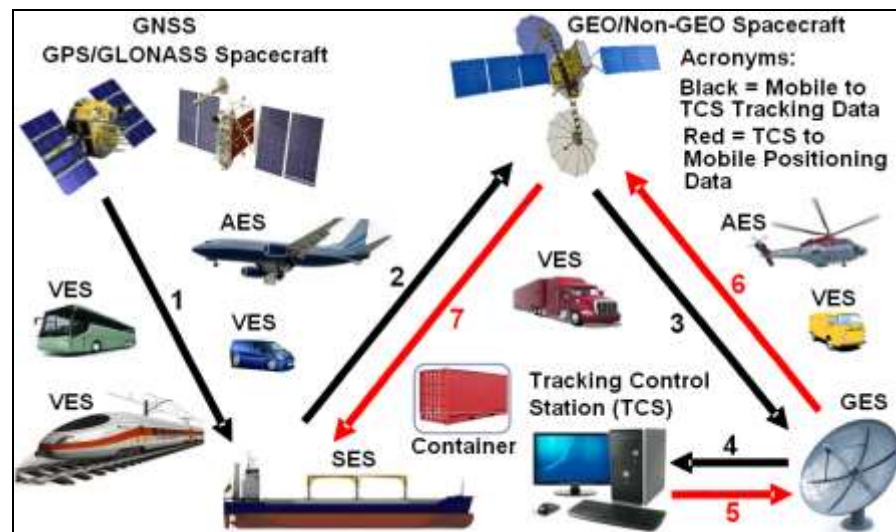 GNSS
GPS/GLONASS Spacecraft
GEO/Non-GEO Spacecraft
Acronyms:
Black = Mobile to
TCS Tracking Data
Red = TCS to
Mobile Positioning
Data
AES
AES
1
2
VES
VES
VES
6
VES
7
3
VES
Tracking Control
Station (TCS)
GES
Container
SES
4
5